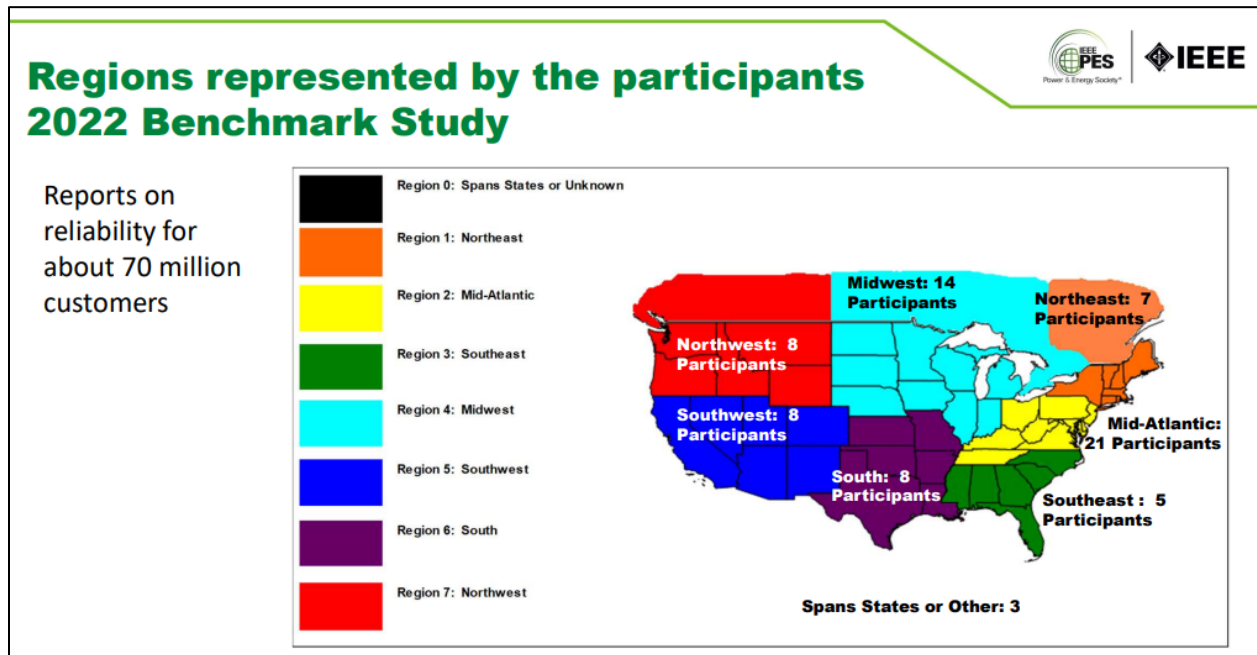 Regions represented by the participants
2022 Benchmark Study
IEEE
PES
Power & Energy Society®
IEEE
Reports on
reliability for
about 70 million
customers
Region 0: Spans States or Unknown
Region 1: Northeast
Region 2: Mid-Atlantic
Region 3: Southeast
Region 4: Midwest
Region 5: Southwest
Region 6: South
Region 7: Northwest
Midwest: 14
Participants
Northeast: 7
Participants
Northwest: 8
Participants
Southwest: 8
Participants
Mid-Atlantic:
21 Participants
South: 8
Participants
Southeast : 5
Participants
Spans States or Other: 3